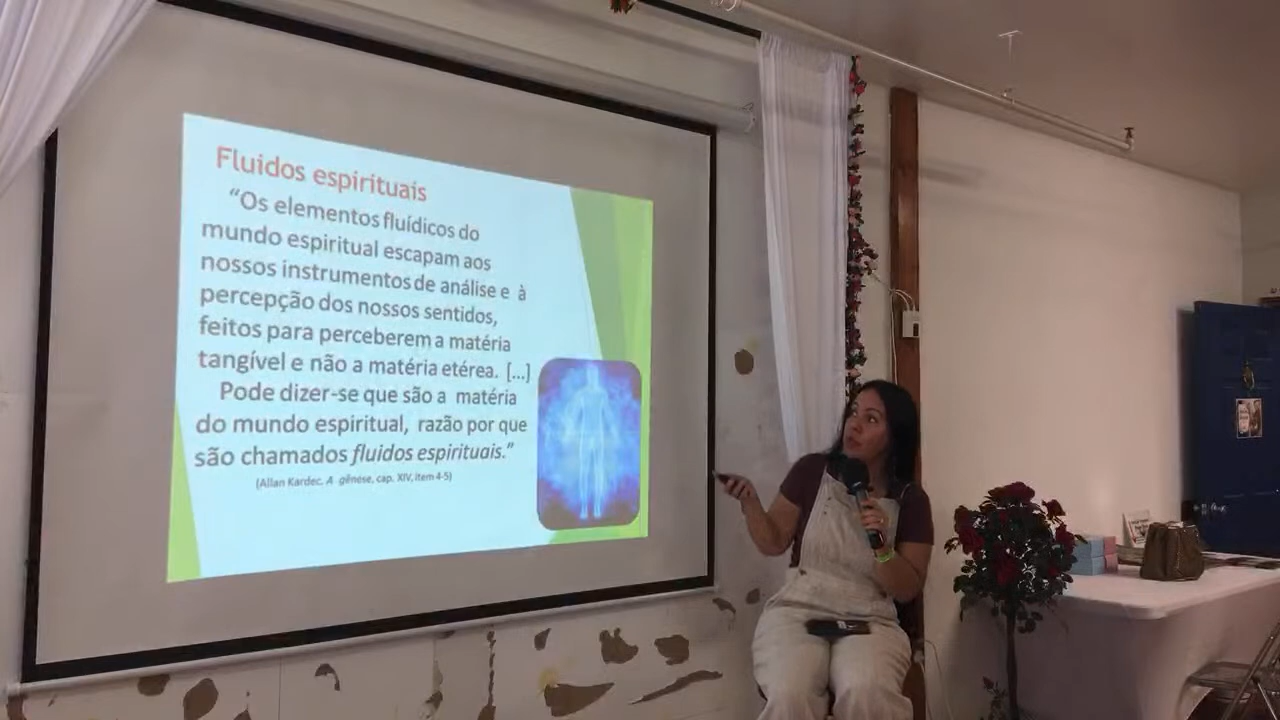 Fluidos espirituais
“Os elementos fluídicos do
mundo espiritual escapam aos
nossos instrumentos de análise e à
percepção dos nossos sentidos,
feitos para perceberem a matéria
tangível e não a matéria etérea. [...]
Pode dizer-se que são a matéria
do mundo espiritual, razão por que
são chamados fluidos espirituais.”
(Allan Kardec. A gênese, cap. XIV, item 4-5)